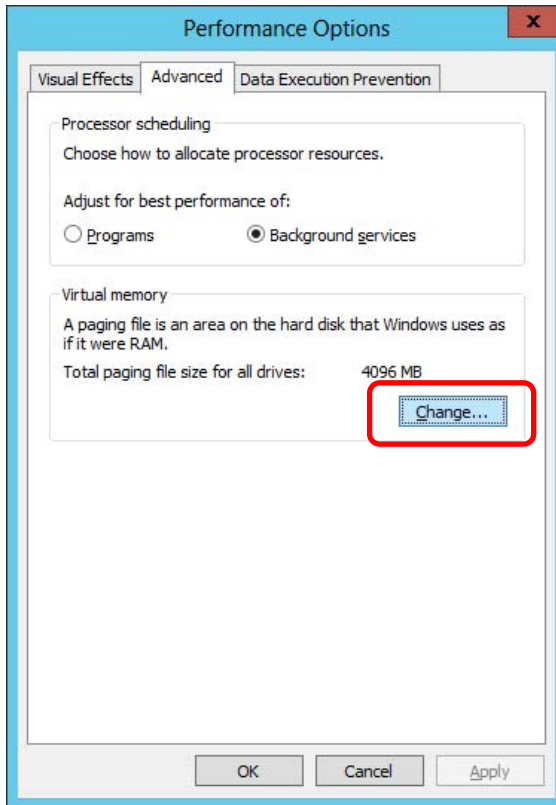 Performance Options
x
Visual Effects
Advanced
Data Execution Prevention
Processor scheduling
Choose how to allocate processor resources.
Adjust for best performance of:
Programs
Background services
Virtual memory
A paging file is an area on the hard disk that Windows uses as
if it were RAM.
Total paging file size for all drives: 4096 MB
Change...
OK
Cancel
Apply